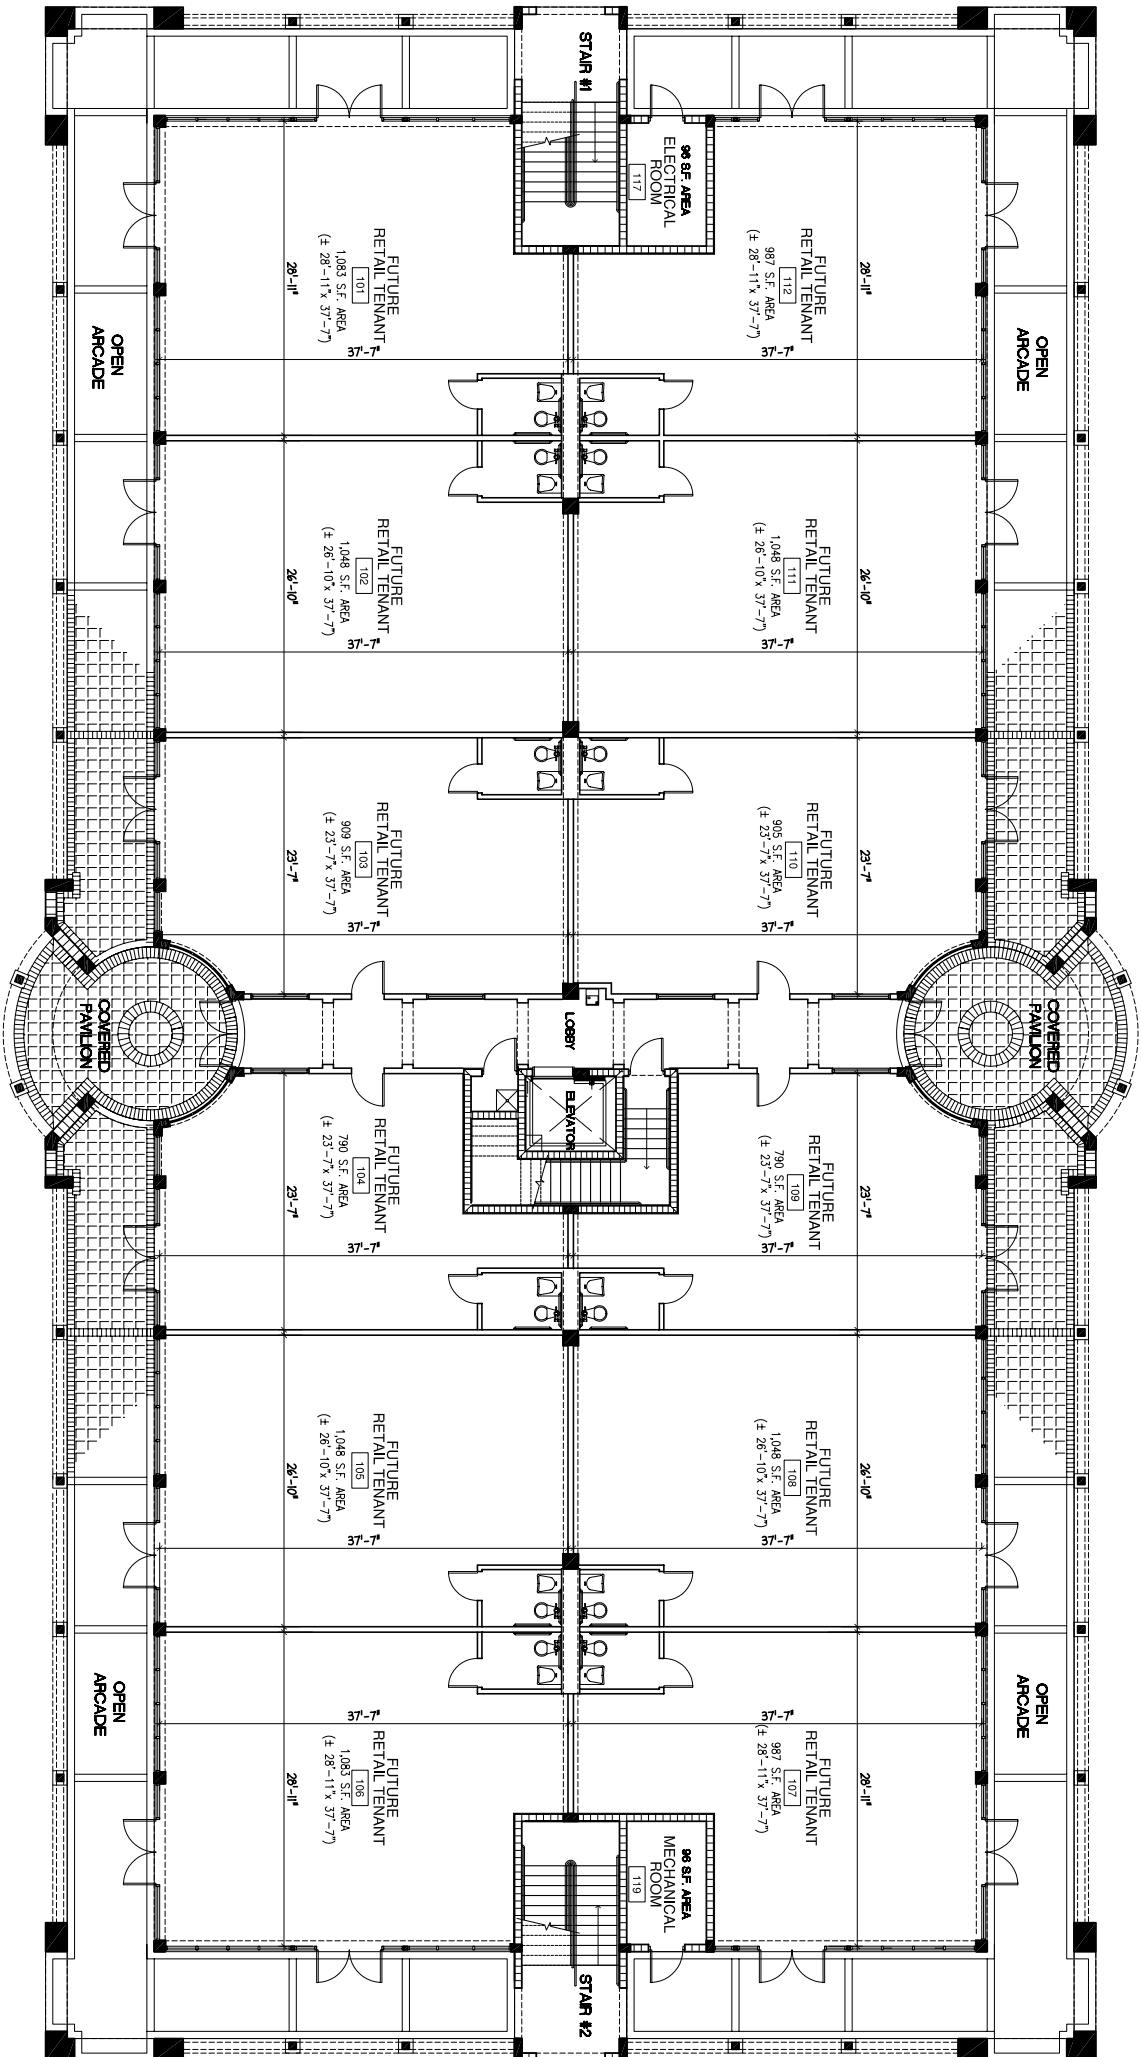 STAIR #1
96 S.F. AREA
ELECTRICAL
ROOM
117
FUTURE
RETAIL TENANT
101
1,083 S.F. AREA
(± 28'-11"x 37'-7")
28'-11"
37'-7"
FUTURE
RETAIL TENANT
112
987 S.F. AREA
(± 28'-11"x 37'-7")
28'-11"
37'-7"
OPEN
ARCADE
OPEN
ARCADE
FUTURE
RETAIL TENANT
102
1,048 S.F. AREA
(± 26'-10"x 37'-7")
26'-10"
37'-7"
FUTURE
RETAIL TENANT
111
1,048 S.F. AREA
(± 26'-10"x 37'-7")
26'-10"
37'-7"
FUTURE
RETAIL TENANT
103
909 S.F. AREA
(± 23'-7"x 37'-7")
23'-7"
37'-7"
FUTURE
RETAIL TENANT
110
905 S.F. AREA
(± 23'-7"x 37'-7")
23'-7"
37'-7"
COVERED
PAVILION
LOBBY
ELEVATOR
COVERED
PAVILION
FUTURE
RETAIL TENANT
104
790 S.F. AREA
(± 23'-7"x 37'-7")
23'-7"
37'-7"
FUTURE
RETAIL TENANT
109
790 S.F. AREA
(± 23'-7"x 37'-7")
23'-7"
37'-7"
FUTURE
RETAIL TENANT
105
1,048 S.F. AREA
(± 26'-10"x 37'-7")
26'-10"
37'-7"
FUTURE
RETAIL TENANT
108
1,048 S.F. AREA
(± 26'-10"x 37'-7")
26'-10"
37'-7"
OPEN
ARCADE
OPEN
ARCADE
37'-7"
FUTURE
RETAIL TENANT
106
1,083 S.F. AREA
(± 28'-11"x 37'-7")
28'-11"
37'-7"
FUTURE
RETAIL TENANT
107
987 S.F. AREA
(± 28'-11"x 37'-7")
28'-11"
96 S.F. AREA
MECHANICAL
ROOM
119
STAIR #2